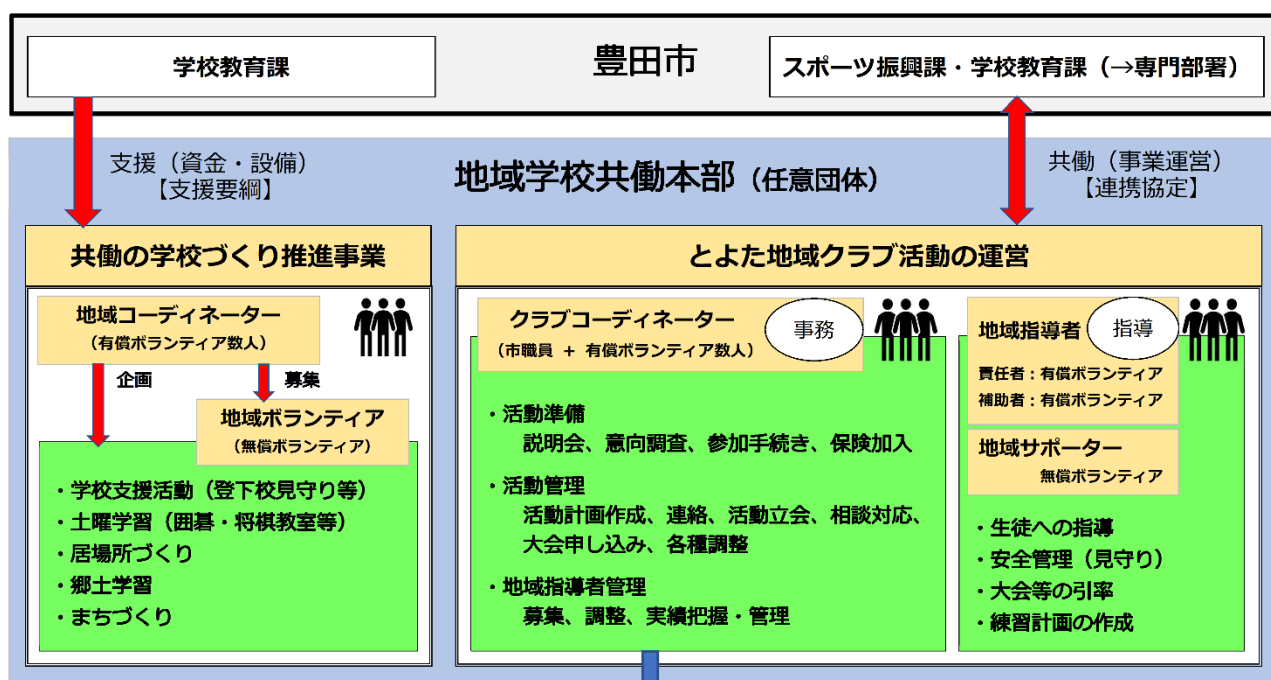 豊田市
学校教育課
スポーツ振興課・学校教育課（→専門部署）
支援（資金・設備）
【支援要綱】
地域学校共働本部（任意団体）
共働（事業運営）
【連携協定】
共働の学校づくり推進事業
地域コーディネーター
（有償ボランティア数人）
企画
募集
地域ボランティア
（無償ボランティア）
・学校支援活動（登下校見守り等）
・土曜学習（囲碁・将棋教室等）
・居場所づくり
・郷土学習
・まちづくり
とよた地域クラブ活動の運営
クラブコーディネーター
（市職員 + 有償ボランティア数人）
事務
・活動準備
説明会、意向調査、参加手続き、保険加入
・活動管理
活動計画作成、連絡、活動立会、相談対応、
大会申し込み、各種調整
・地域指導者管理
募集、調整、実績把握・管理
地域指導者
指導
責任者：有償ボランティア
補助者：有償ボランティア
地域サポーター
無償ボランティア
・生徒への指導
・安全管理（見守り）
・大会等の引率
・練習計画の作成